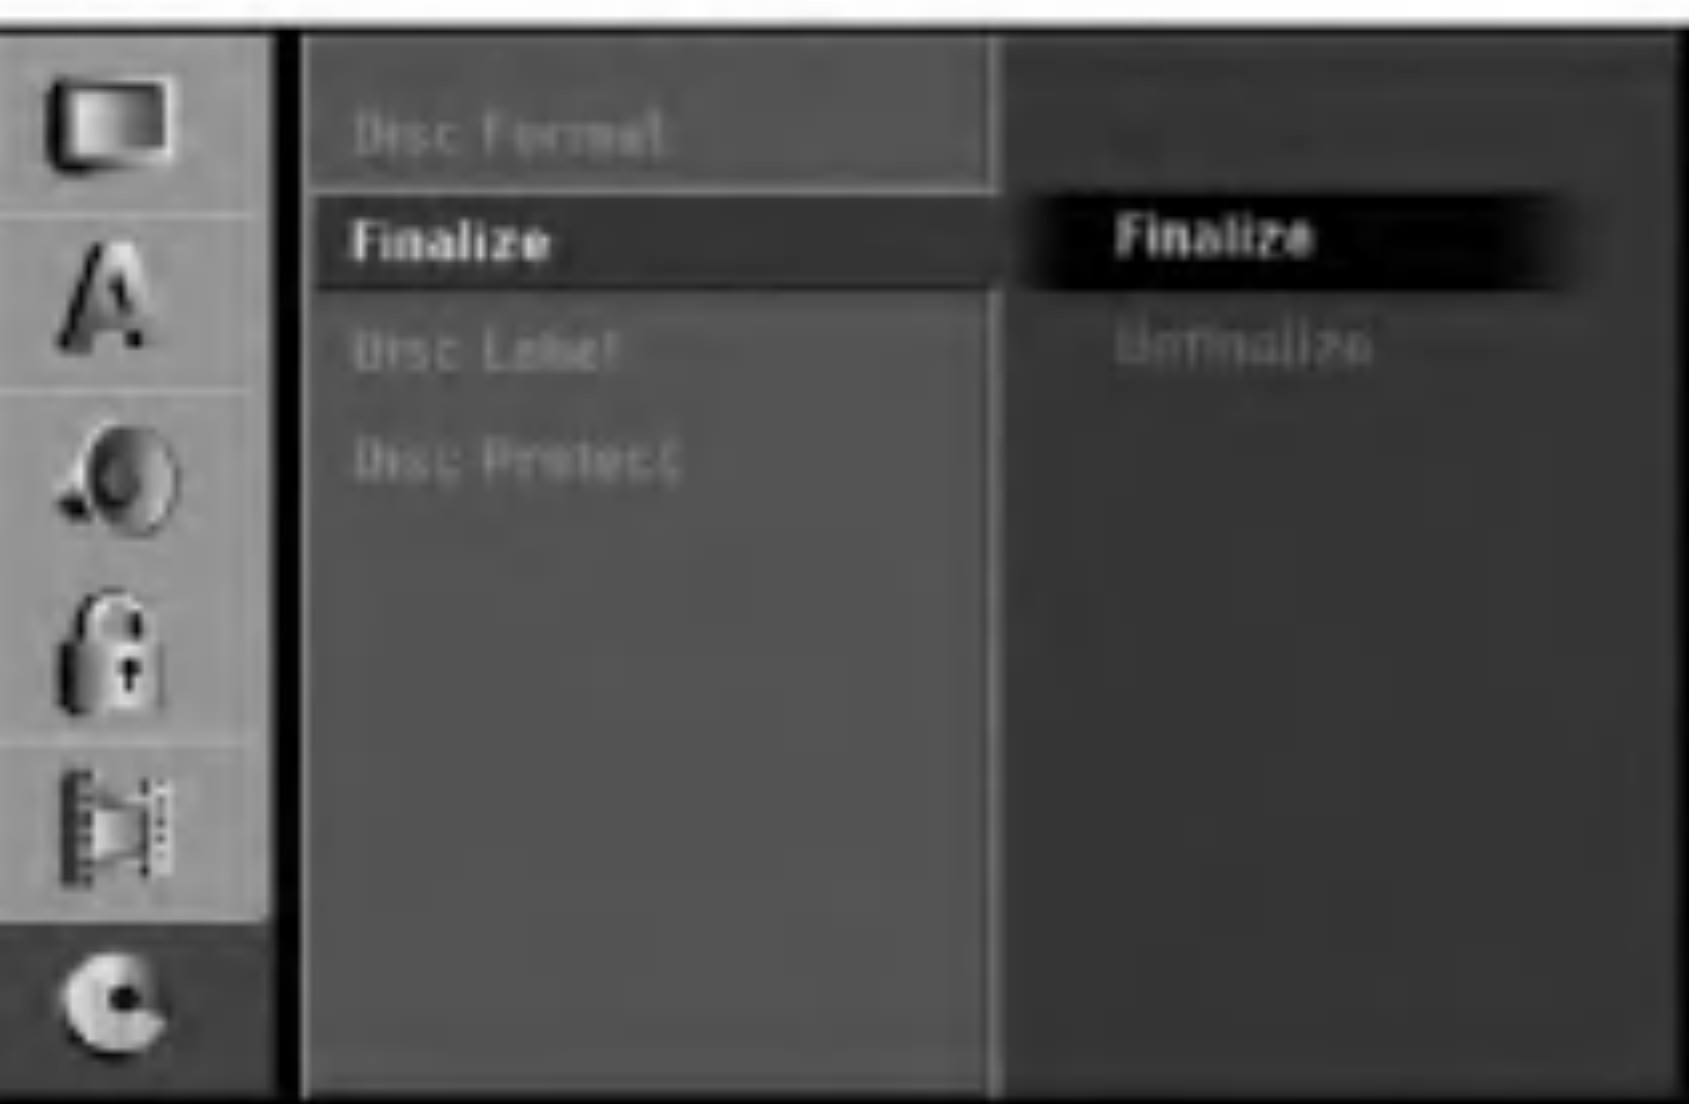 Disc Format
Finalize
Disc Label
Disc Protect
Finalize
Unfinalize